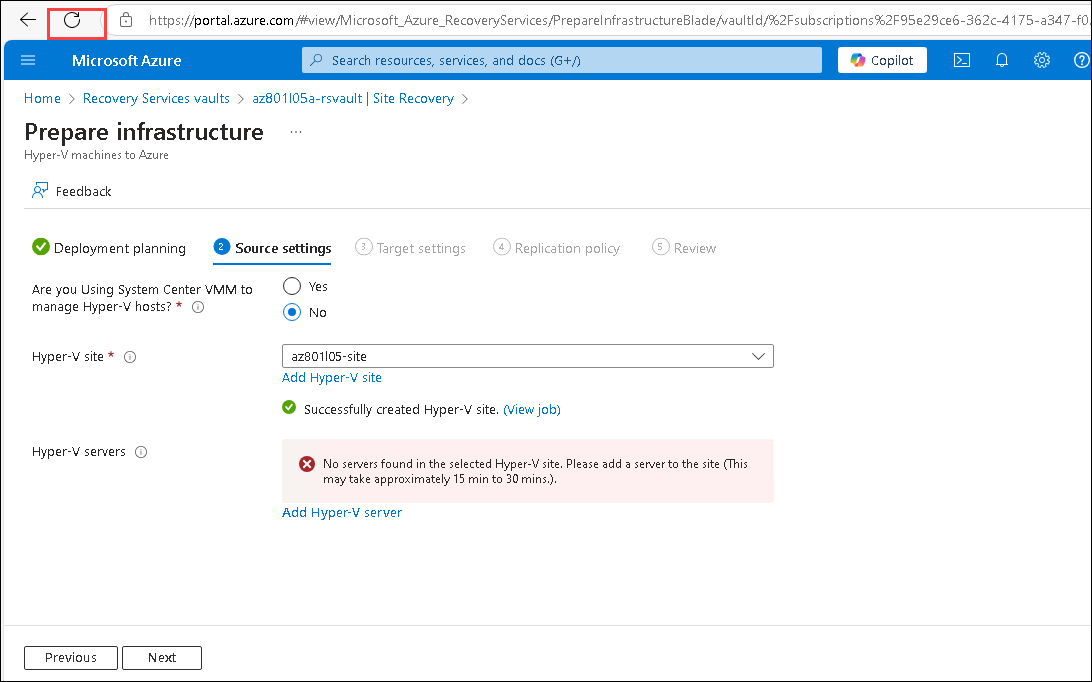 https://portal.azure.com/#view/Microsoft_Azure_RecoveryServices/PrepareInfrastructureBlade/vaultId/%2Fsubscriptions%2F95e29ce6-362c-4175-a347-f0
Microsoft Azure
Search resources, services, and docs (G+/)
Copilot
Home > Recovery Services vaults > az801l05a-rsvault | Site Recovery >
Prepare infrastructure ...
Hyper-V machines to Azure
Feedback
Deployment planning
2 Source settings
3 Target settings
4 Replication policy
5 Review
Are you Using System Center VMM to
manage Hyper-V hosts? *
Yes
No
Hyper-V site *
az801l05-site
Add Hyper-V site
Successfully created Hyper-V site. (View job)
Hyper-V servers
No servers found in the selected Hyper-V site. Please add a server to the site (This
may take approximately 15 min to 30 mins.).
Add Hyper-V server
Previous
Next